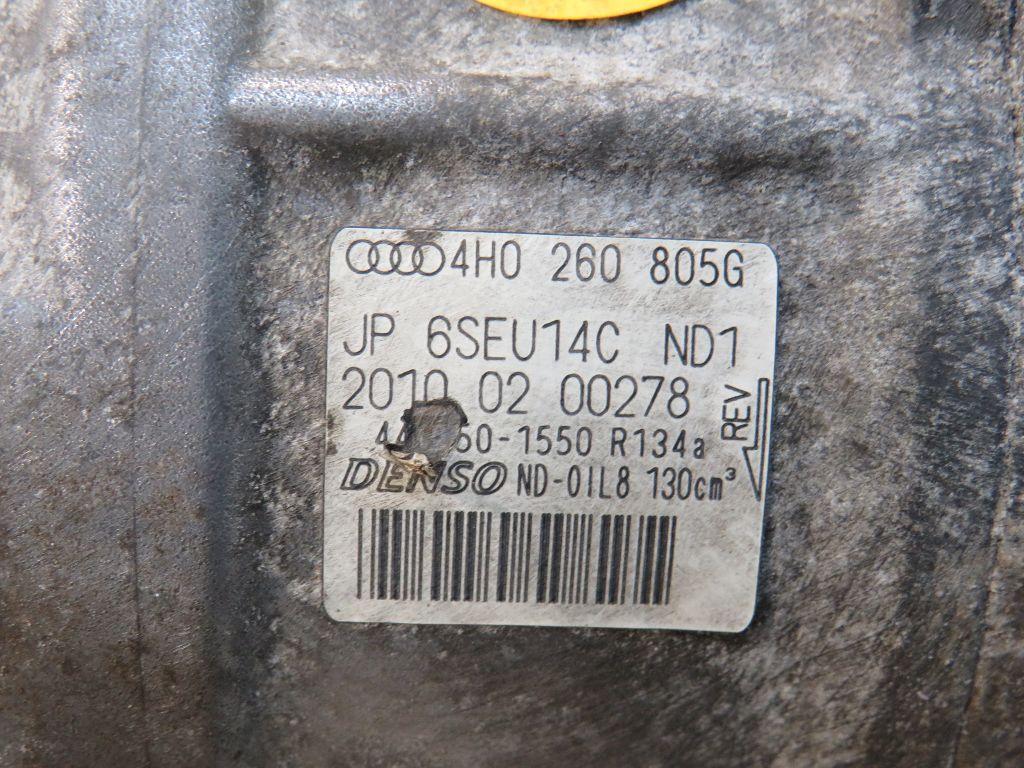 4H0 260 805G
JP 6SEU14C ND1
2010 02 00278
-1550 R134a
DENSO ND-OIL8 130cm³
REV